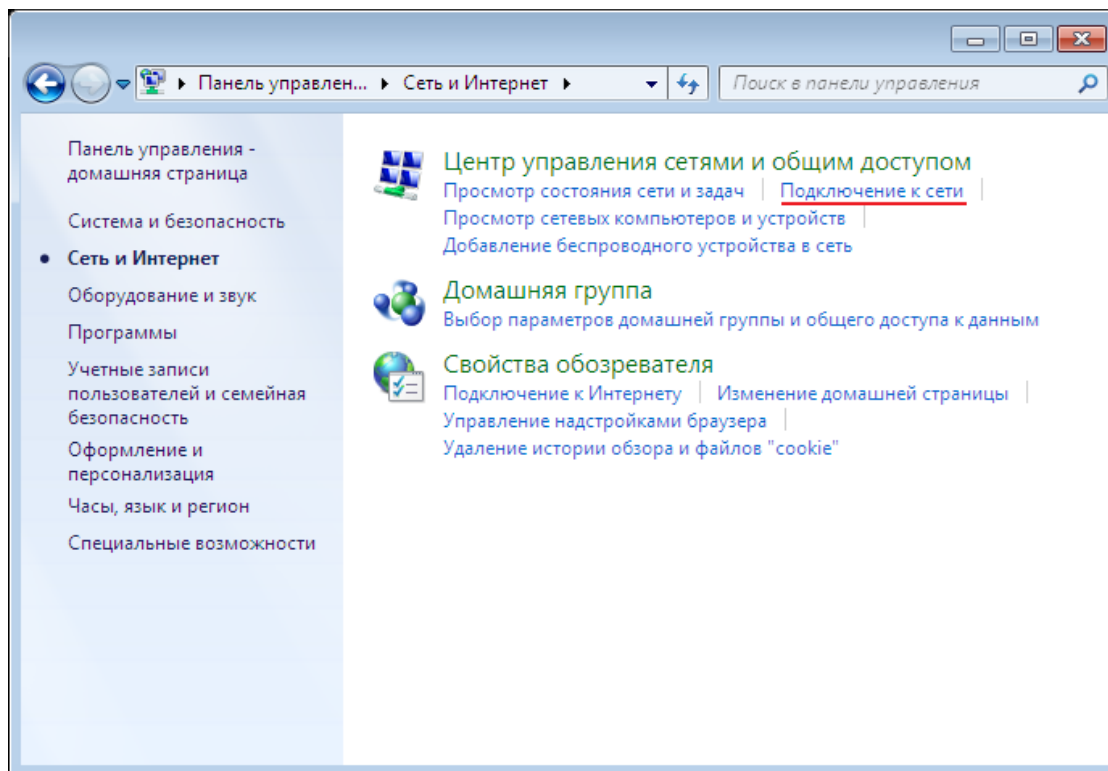 Панель управлен... Сеть и Интернет
Поиск в панели управления
Панель управления -
домашняя страница
Система и безопасность
Сеть и Интернет
Оборудование и звук
Программы
Учетные записи
пользователей и семейная
безопасность
Оформление и
персонализация
Часы, язык и регион
Специальные возможности
Центр управления сетями и общим доступом
Просмотр состояния сети и задач Подключение к сети
Просмотр сетевых компьютеров и устройств
Добавление беспроводного устройства в сеть
Домашняя группа
Выбор параметров домашней группы и общего доступа к данным
Свойства обозревателя
Подключение к Интернету Изменение домашней страницы
Управление надстройками браузера
Удаление истории обзора и файлов "cookie"